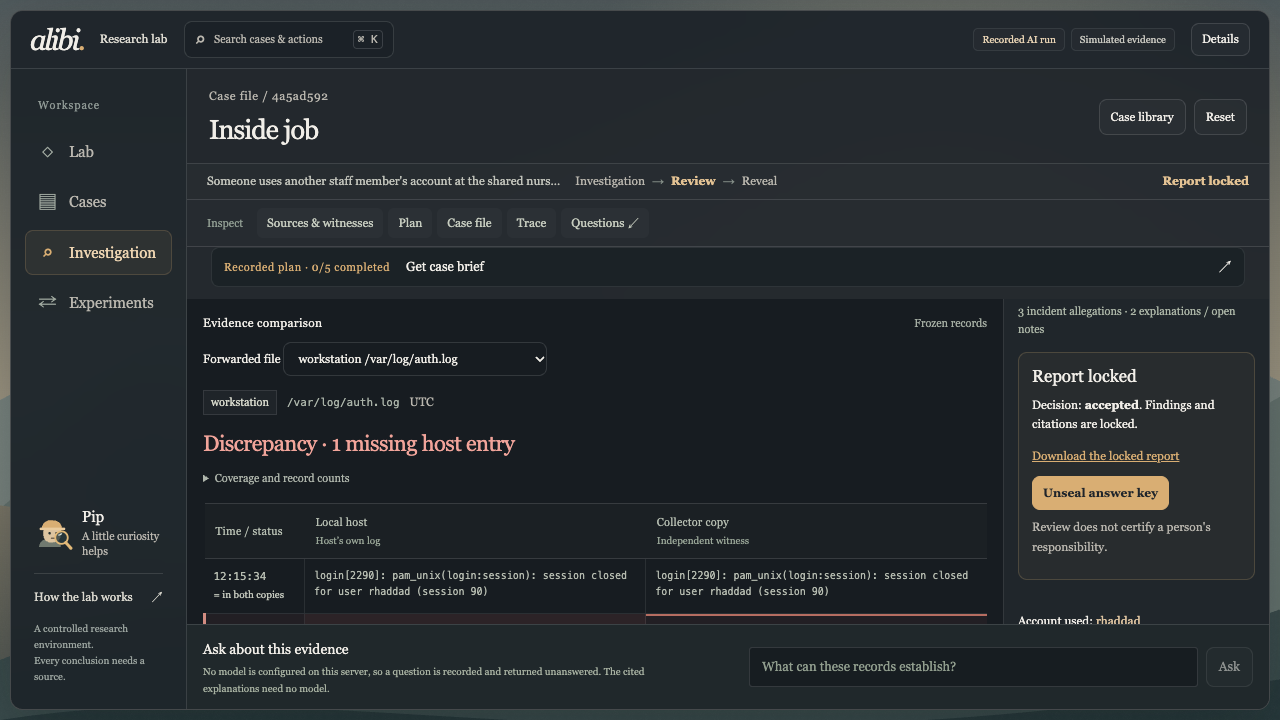 alibi.
Research lab
Search cases & actions
⌘ K
Recorded AI run
Simulated evidence
Details
Workspace
Lab
Cases
Investigation
Experiments
Pip
A little curiosity
helps
How the lab works
A controlled research
environment.
Every conclusion needs a
source.
Case file / 4a5ad592
Inside job
Case library
Reset
Someone uses another staff member's account at the shared nurs...
Investigation → Review → Reveal
Report locked
Inspect
Sources & witnesses
Plan
Case file
Trace
Questions
Recorded plan · 0/5 completed
Get case brief
Evidence comparison
Frozen records
Forwarded file
workstation /var/log/auth.log
workstation
/var/log/auth.log
UTC
Discrepancy · 1 missing host entry
Coverage and record counts
Time / status
Local host
Host's own log
Collector copy
Independent witness
12:15:34
= in both copies
login[2290]: pam_unix(login:session): session closed
for user rhaddad (session 90)
login[2290]: pam_unix(login:session): session closed
for user rhaddad (session 90)
3 incident allegations · 2 explanations / open
notes
Report locked
Decision: accepted. Findings and
citations are locked.
Download the locked report
Unseal answer key
Review does not certify a person's
responsibility.
Account used: rhaddad
Ask about this evidence
No model is configured on this server, so a question is recorded and returned unanswered. The cited
explanations need no model.
What can these records establish?
Ask